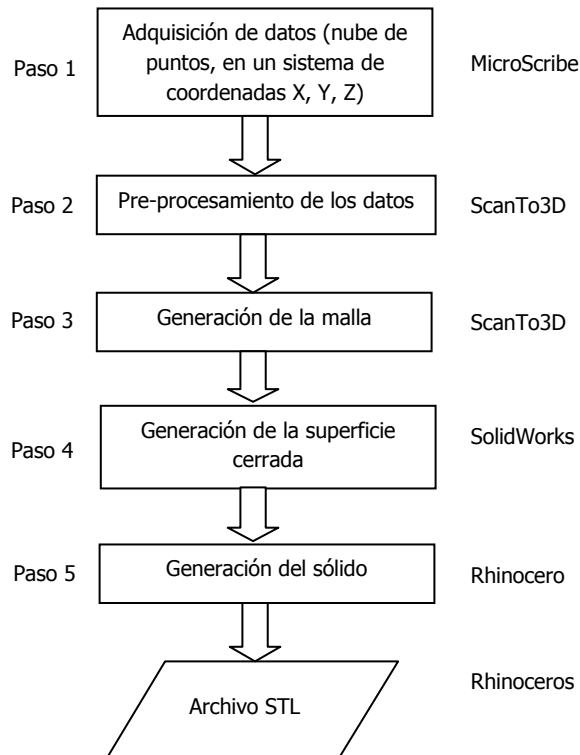 Paso 1
Adquisición de datos (nube de
puntos, en un sistema de
coordenadas X, Y, Z)
MicroScribe
Paso 2
Pre-procesamiento de los datos
ScanTo3D
Paso 3
Generación de la malla
ScanTo3D
Paso 4
Generación de la superficie
cerrada
SolidWorks
Paso 5
Generación del sólido
Rhinocero
Archivo STL
Rhinoceros